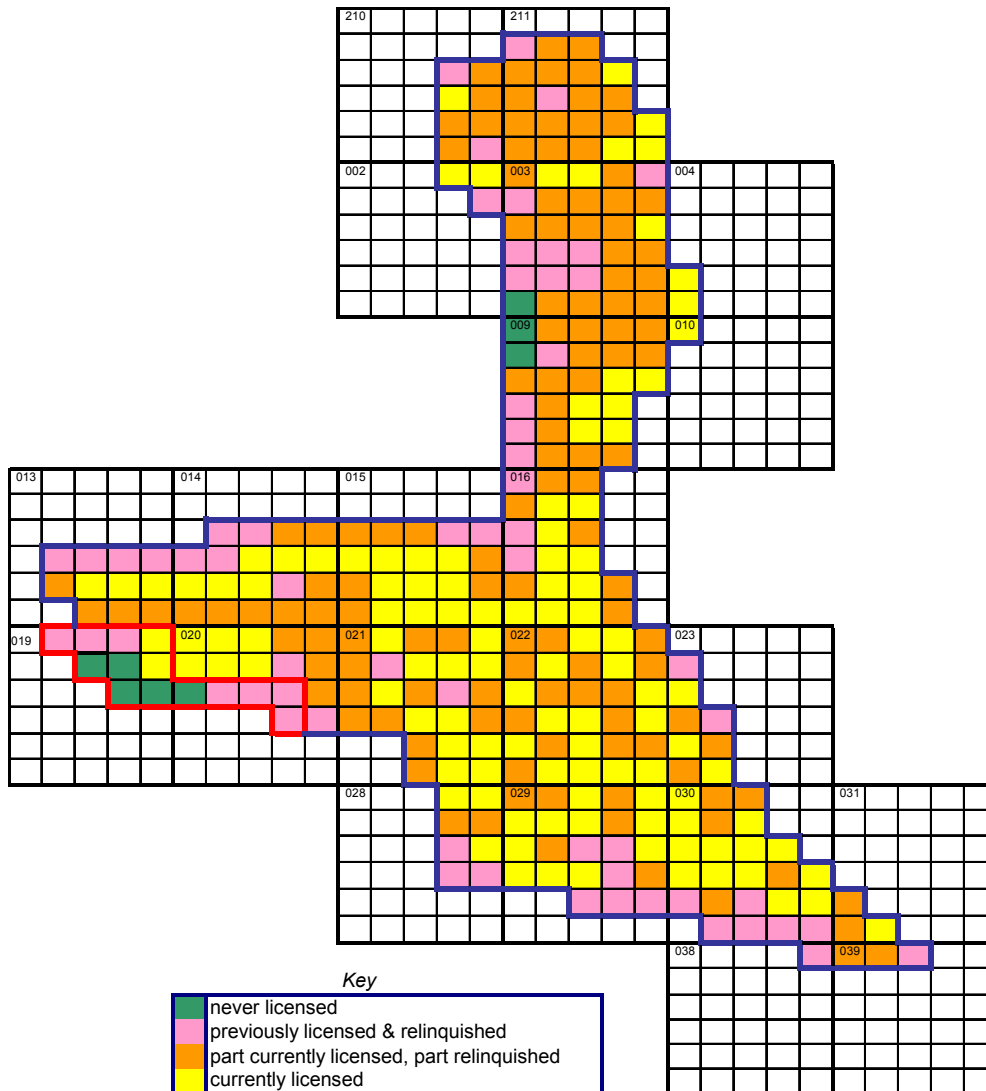 210 211
002 003 004
009 010
013 014 015 016
019 020 021 022 023
028 029 030 031
038 039
Key
never licensed
previously licensed & relinquished
part currently licensed, part relinquished
currently licensed